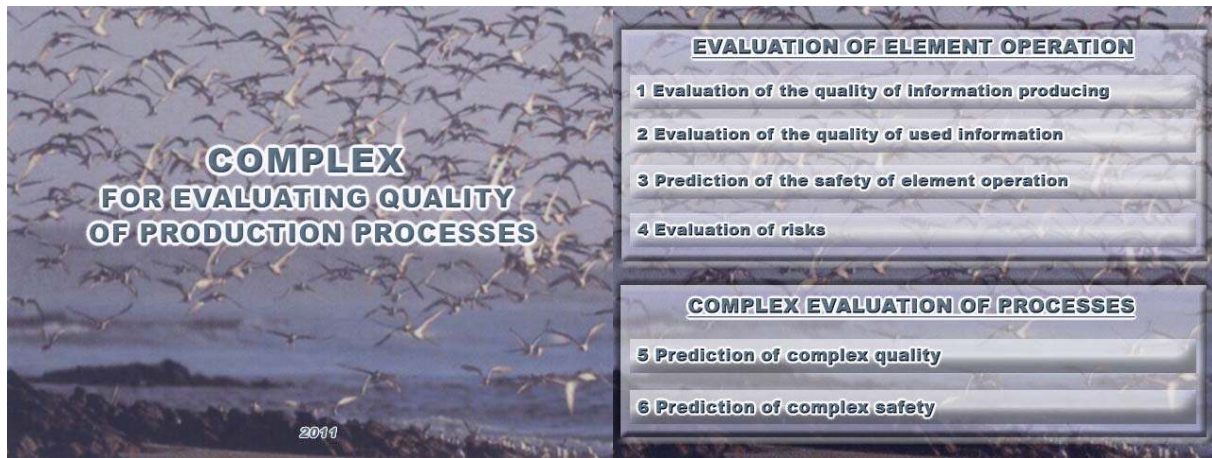 COMPLEX
FOR EVALUATING QUALITY
OF PRODUCTION PROCESSES
2011
EVALUATION OF ELEMENT OPERATION
1 Evaluation of the quality of information producing
2 Evaluation of the quality of used information
3 Prediction of the safety of element operation
4 Evaluation of risks
COMPLEX EVALUATION OF PROCESSES
5 Prediction of complex quality
6 Prediction of complex safety